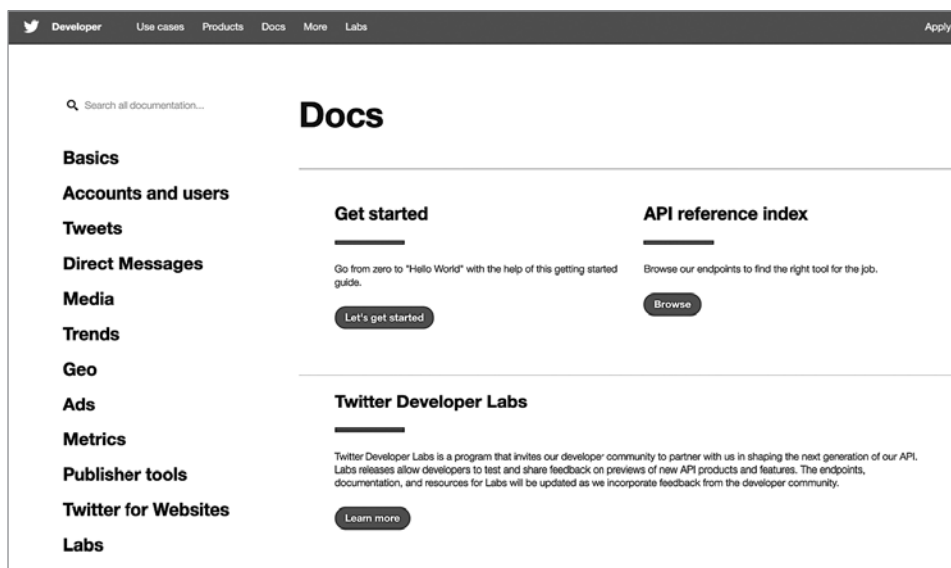 Developer Use cases Products Docs More Labs Apply
Search all documentation...
Basics
Accounts and users
Tweets
Direct Messages
Media
Trends
Geo
Ads
Metrics
Publisher tools
Twitter for Websites
Labs
Docs
Get started
Go from zero to "Hello World" with the help of this getting started
guide.
Let's get started
API reference index
Browse our endpoints to find the right tool for the job.
Browse
Twitter Developer Labs
Twitter Developer Labs is a program that invites our developer community to partner with us in shaping the next generation of our API.
Labs releases allow developers to test and share feedback on previews of new API products and features. The endpoints,
documentation, and resources for Labs will be updated as we incorporate feedback from the developer community.
Learn more